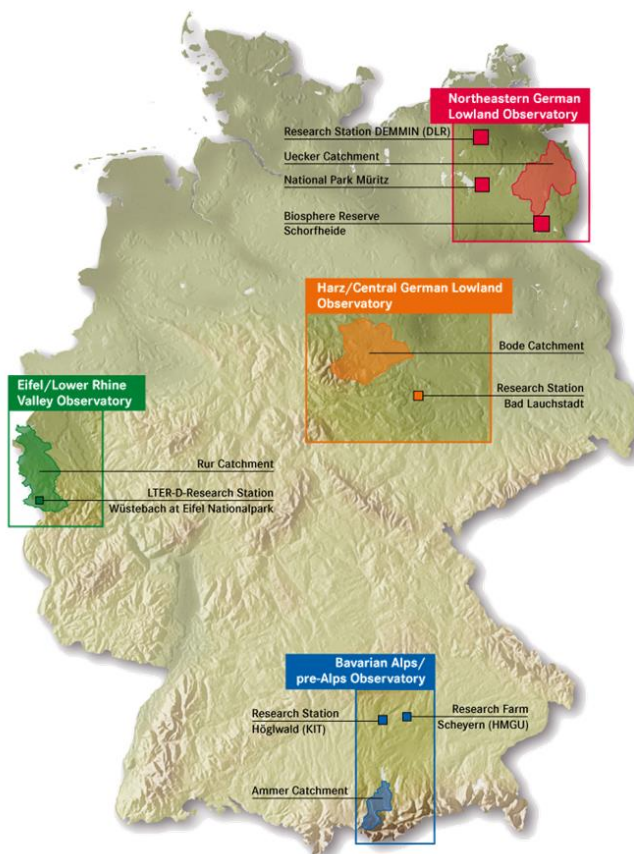 Northeastern German
Lowland Observatory
Research Station DEMMIN (DLR)
Uecker Catchment
National Park Müritz
Biosphere Reserve
Schorfheide
Harz/Central German Lowland
Observatory
Bode Catchment
Research Station
Bad Lauchstadt
Eifel/Lower Rhine
Valley Observatory
Rur Catchment
LTER-D-Research Station
Wüstebach at Eifel Nationalpark
Bavarian Alps/
pre-Alps Observatory
Research Station
Höglwald (KIT)
Research Farm
Scheyern (HMGU)
Ammer Catchment